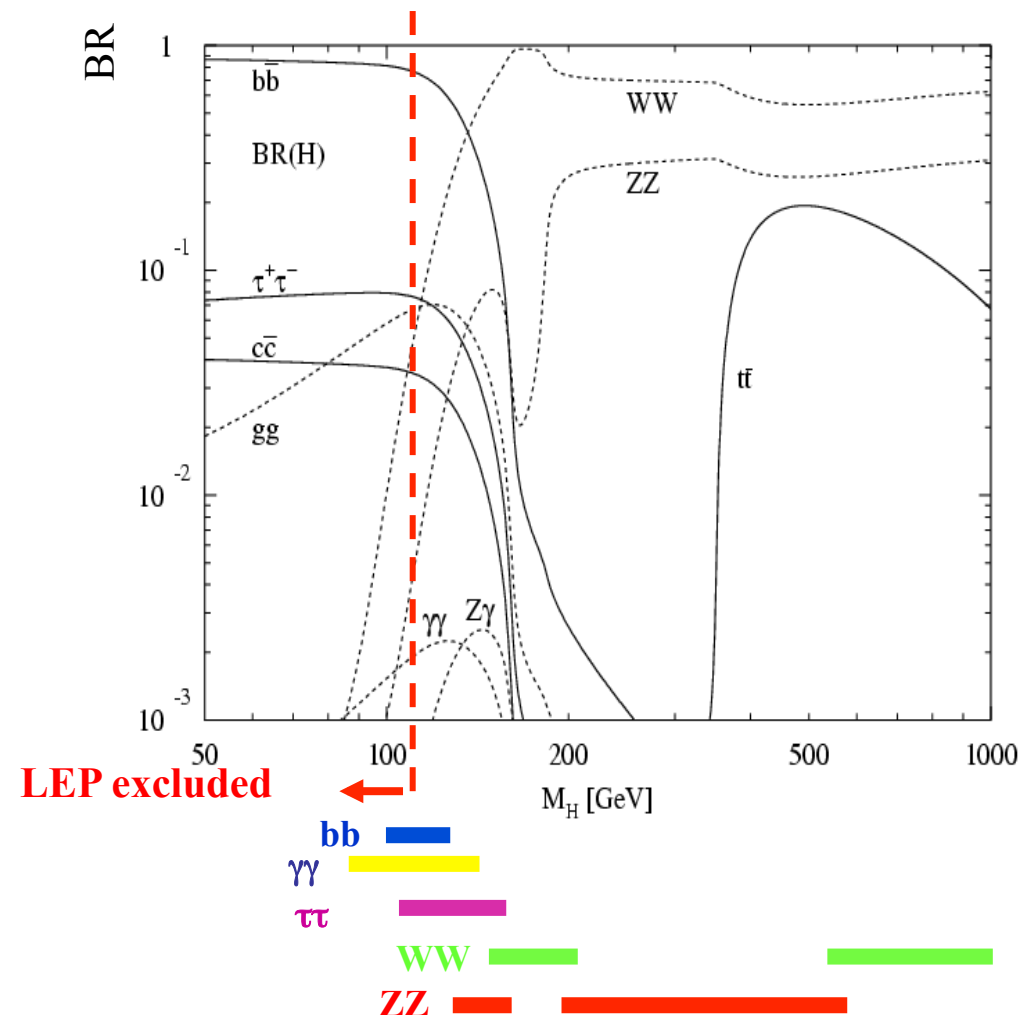 BR
1
bb̅
WW
BR(H)
ZZ
10⁻¹
τ⁺τ⁻
cc̅
tt̅
gg
10⁻²
γγ
Zγ
10⁻³
50
100
200
500
1000
LEP excluded
M_H [GeV]
bb
γγ
ττ
WW
ZZ